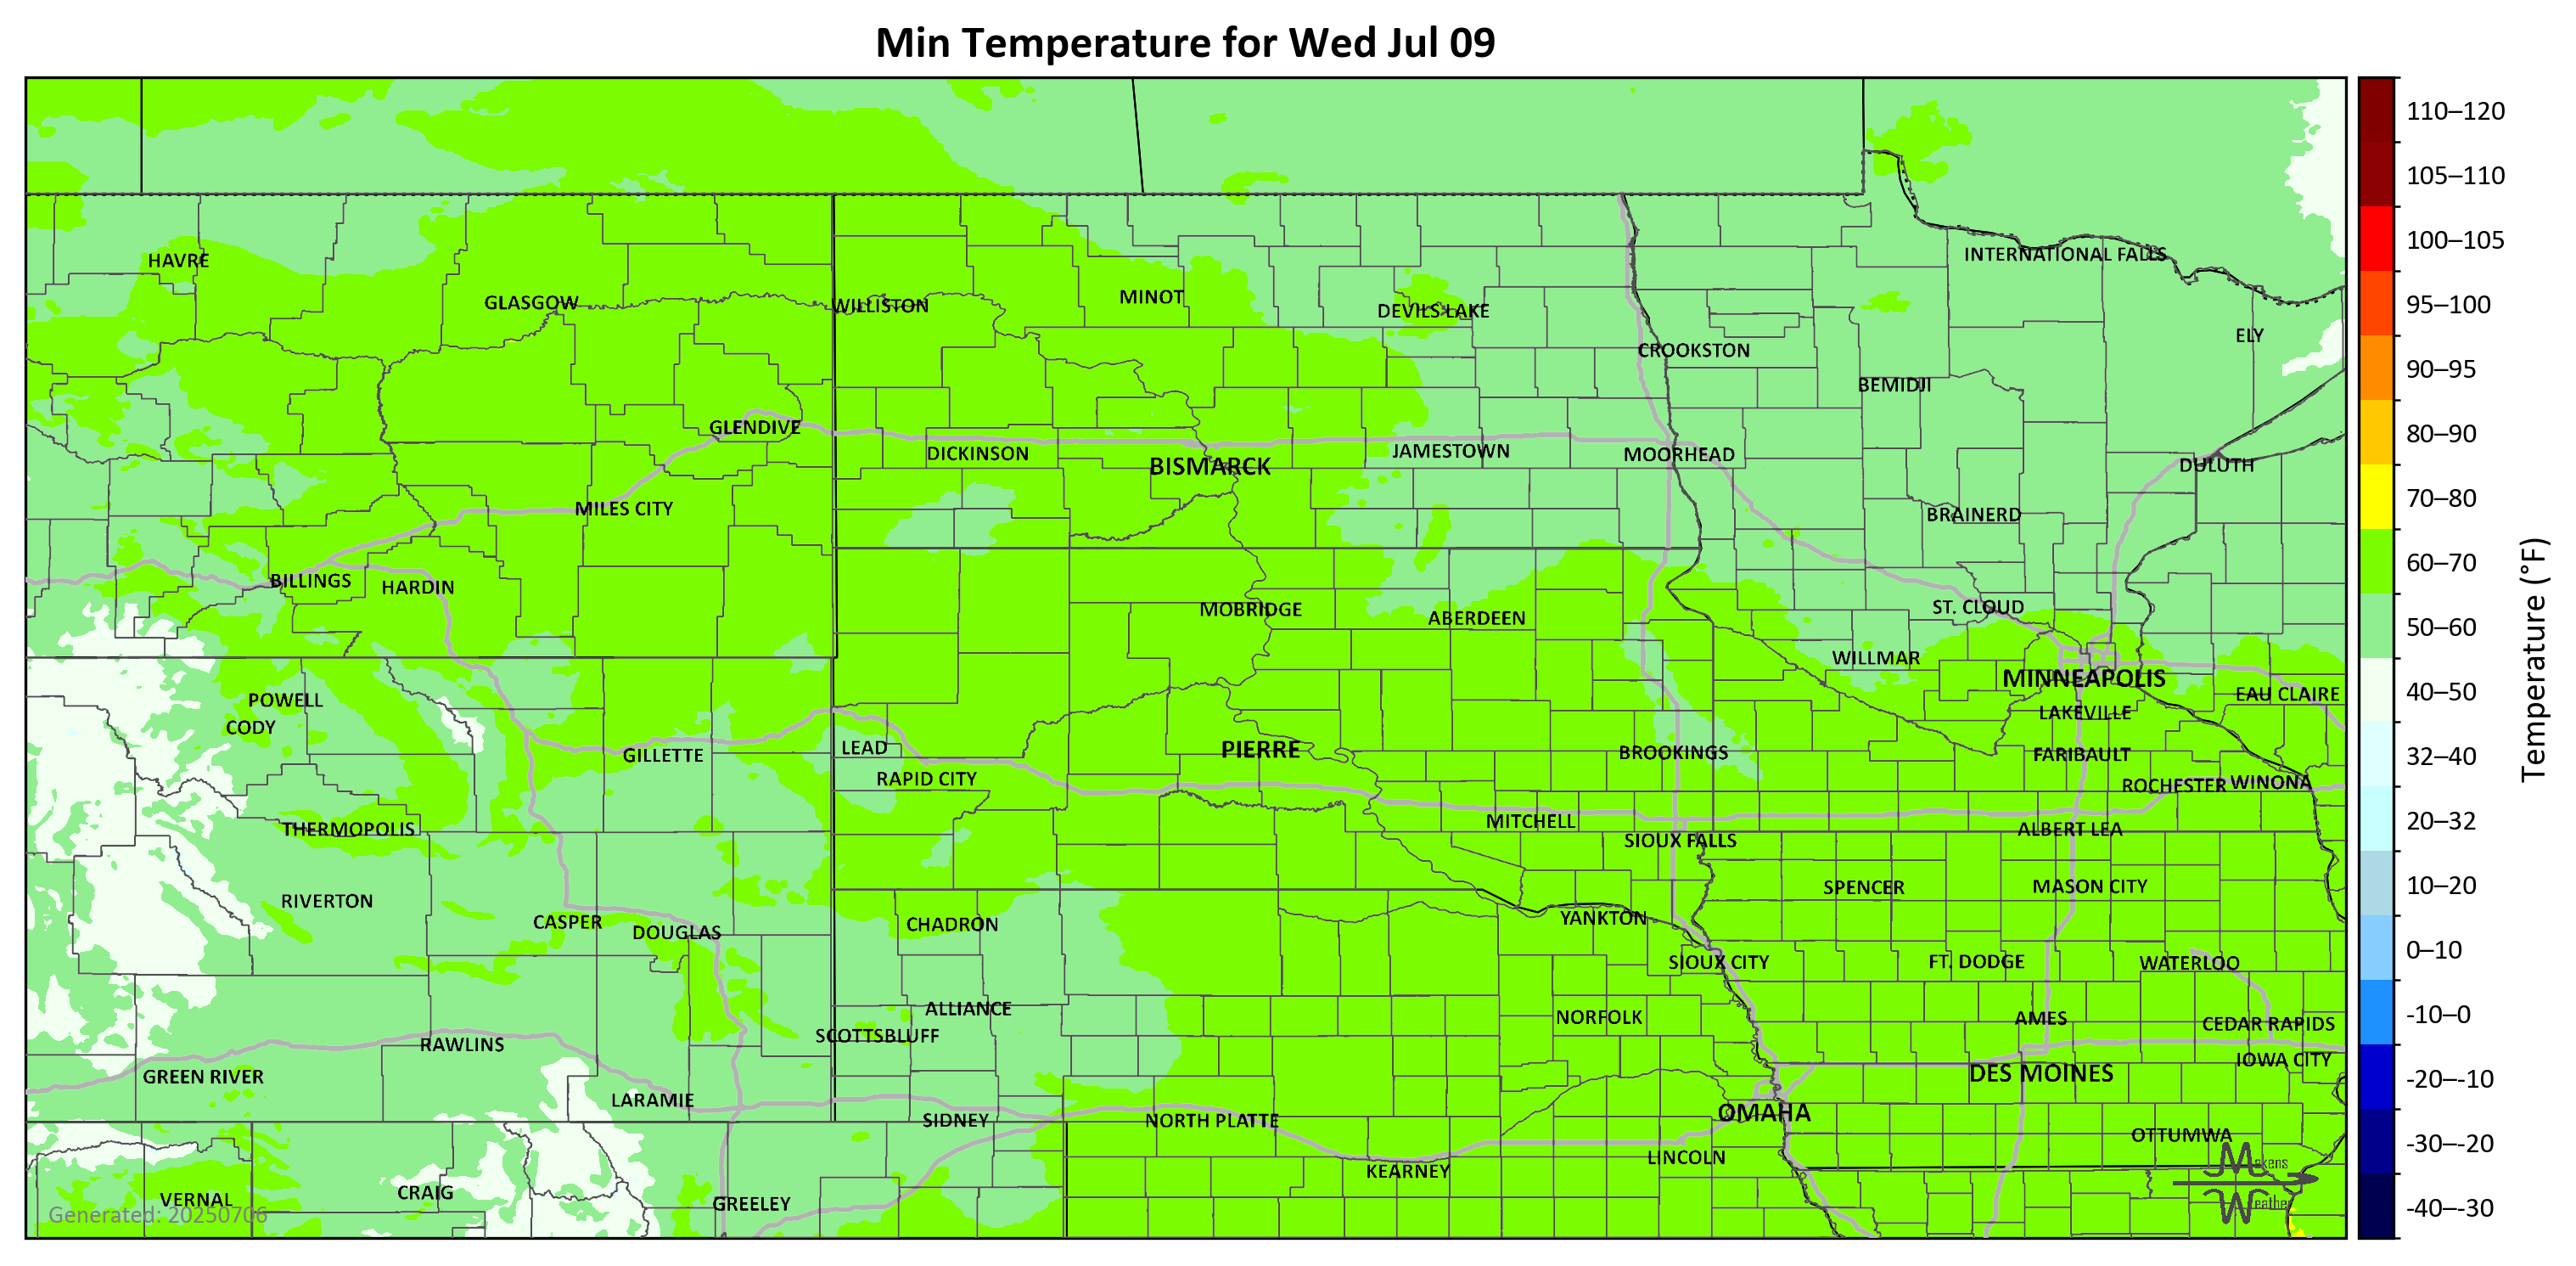 Min Temperature for Wed Jul 09
110–120
105–110
100–105
95–100
90–95
80–90
70–80
60–70
50–60
40–50
32–40
20–32
10–20
0–10
-10–0
-20–-10
-30–-20
-40–-30
Temperature (°F)
HAVRE
GLASGOW
WILLISTON
MINOT
DEVILS LAKE
INTERNATIONAL FALLS
ELY
CROOKSTON
BEMIDJI
GLENDIVE
DICKINSON
BISMARCK
JAMESTOWN
MOORHEAD
DULUTH
MILES CITY
BRAINERD
BILLINGS
HARDIN
MOBRIDGE
ABERDEEN
ST. CLOUD
WILLMAR
MINNEAPOLIS
EAU CLAIRE
POWELL
CODY
LAKEVILLE
GILLETTE
LEAD
PIERRE
BROOKINGS
FARIBAULT
RAPID CITY
ROCHESTER
WINONA
THERMOPOLIS
MITCHELL
SIOUX FALLS
ALBERT LEA
RIVERTON
SPENCER
MASON CITY
CASPER
DOUGLAS
CHADRON
YANKTON
SIOUX CITY
FT. DODGE
WATERLOO
ALLIANCE
NORFOLK
AMES
CEDAR RAPIDS
SCOTTSBLUFF
RAWLINS
IOWA CITY
GREEN RIVER
DES MOINES
LARAMIE
SIDNEY
NORTH PLATTE
OMAHA
OTTUMWA
LINCOLN
KEARNEY
VERNAL
CRAIG
GREELEY
Generated: 20250706
Makens
Weather